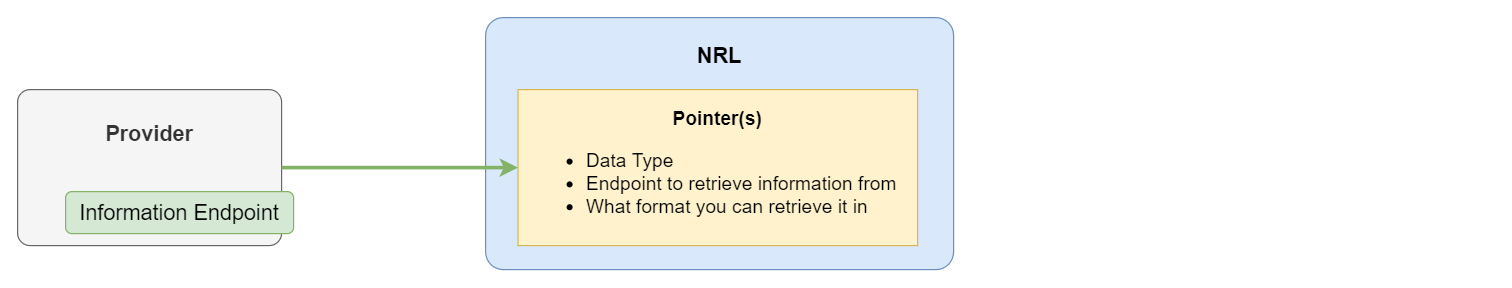 Provider
Information Endpoint
NRL
Pointer(s)
• Data Type
• Endpoint to retrieve information from
• What format you can retrieve it in